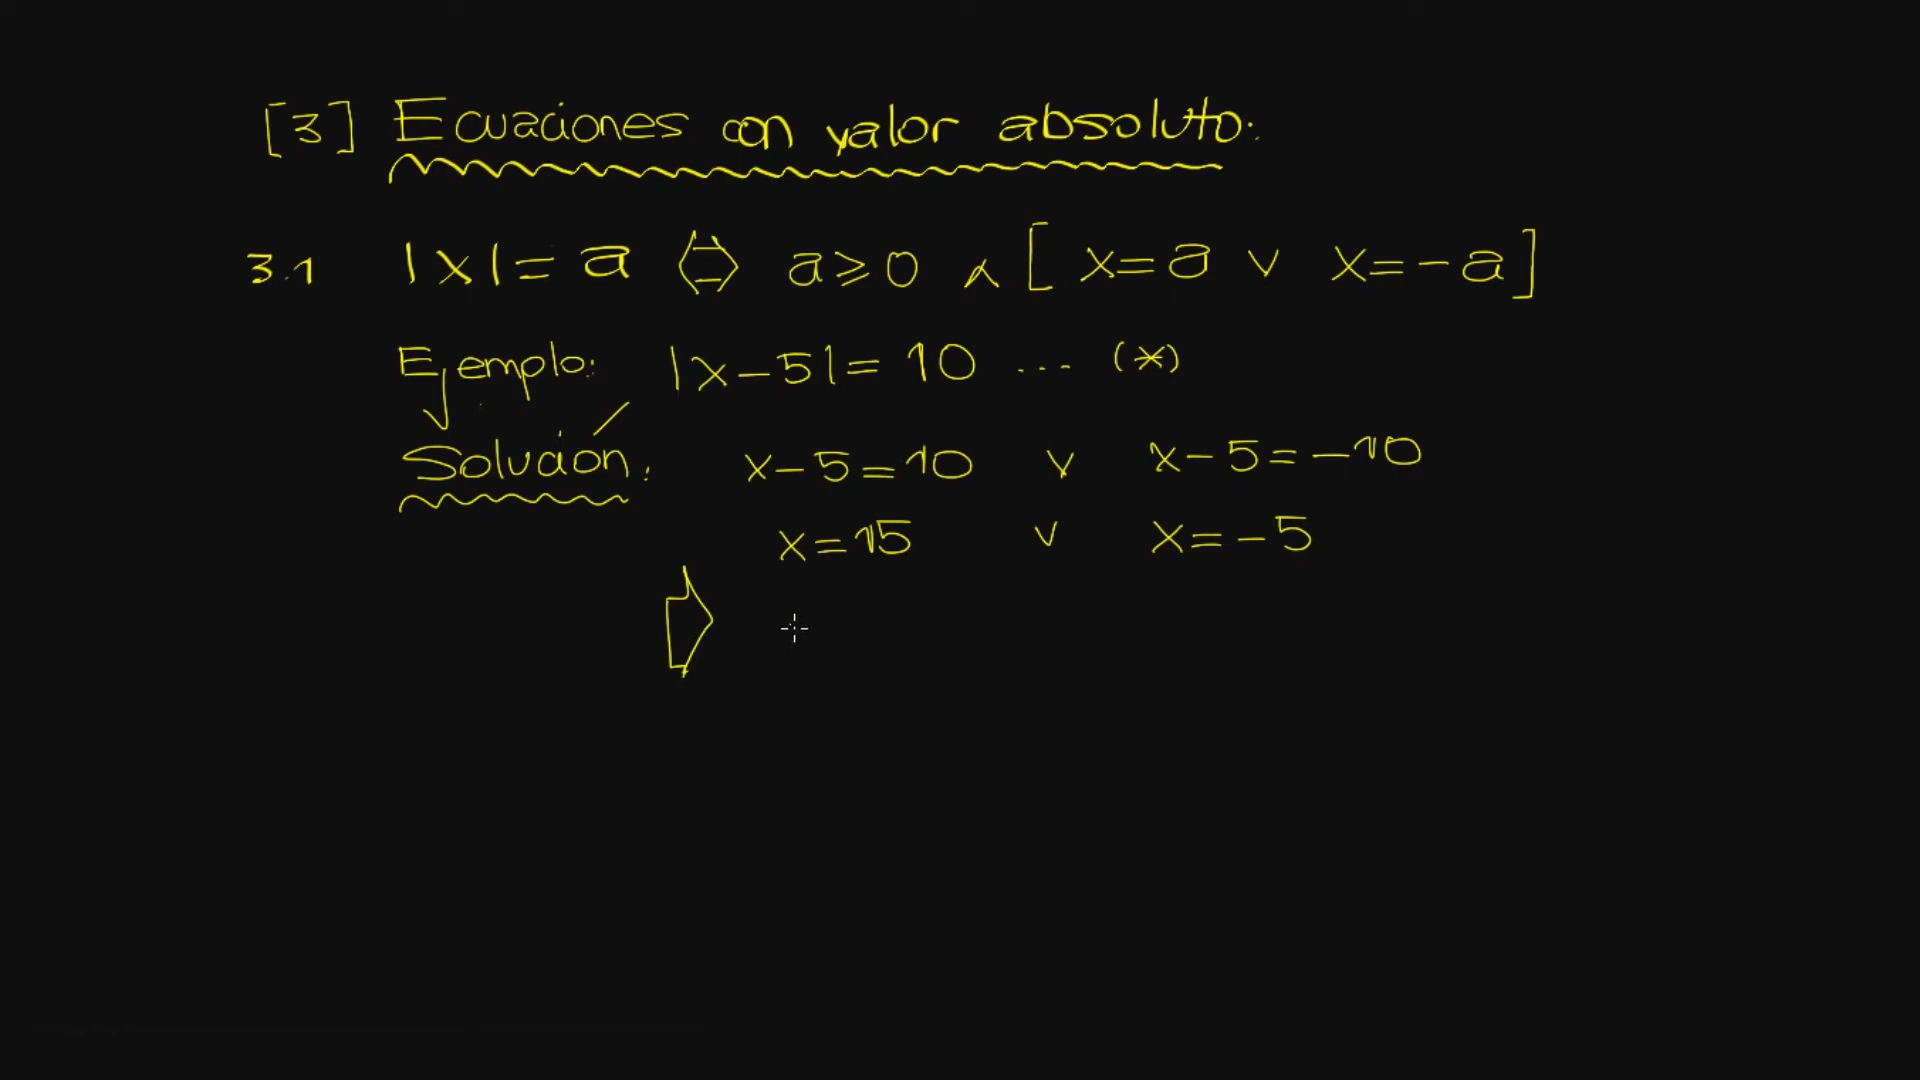 [3] Ecuaciones con valor absoluto:
3.1 |x| = a ⇔ a ≥ 0 ∧ [ x = a ∨ x = -a ]
Ejemplo: |x - 5| = 10 ... (*)
Solución: x - 5 = 10 ∨ x - 5 = -10
x = 15 ∨ x = -5